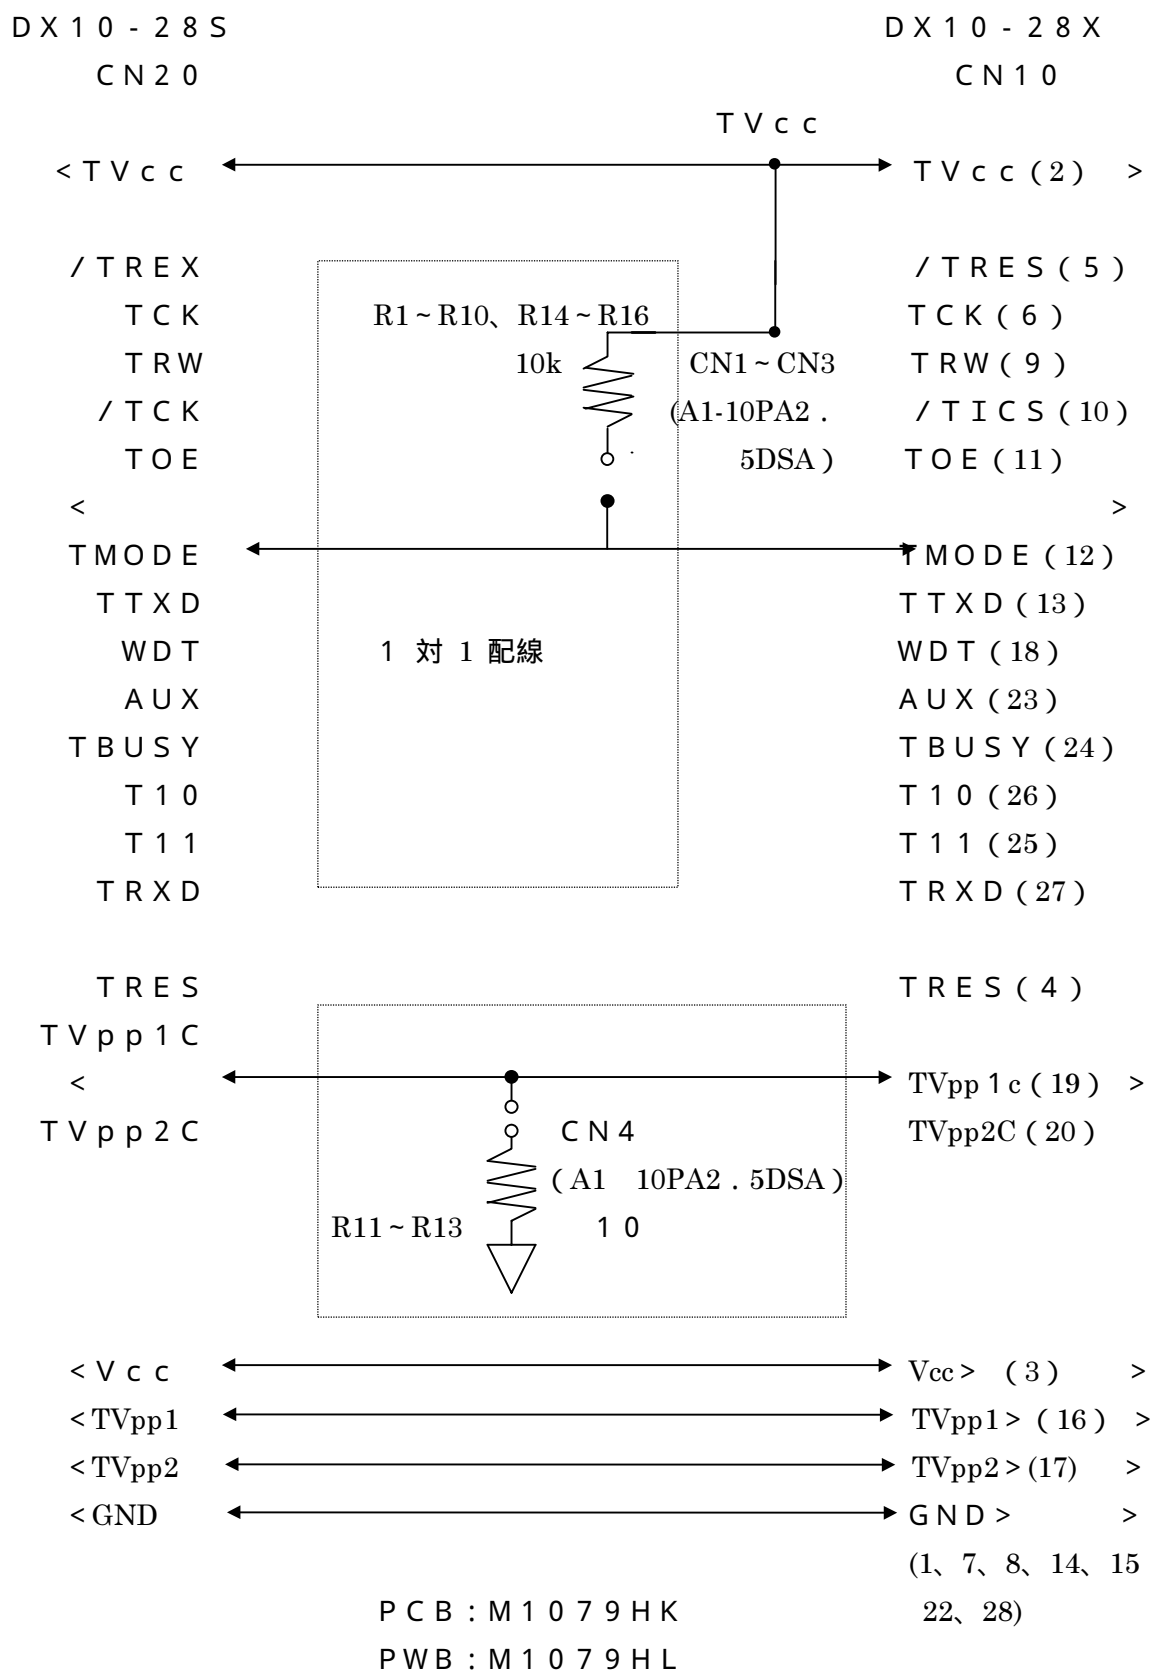 DX10-28S DX10-28X
CN20 CN10
TVcc
<TVcc TVcc(2) >
/TREX /TRES(5)
TCK R1~R10、R14~R16 TCK(6)
TRW 10k CN1~CN3 TRW(9)
/TCK (A1-10PA2. /TICS(10)
TOE 5DSA) TOE(11)
< >
TMODE TMODE(12)
TTXD TTXD(13)
WDT 1 対 1 配線 WDT(18)
AUX AUX(23)
TBUSY TBUSY(24)
T10 T10(26)
T11 T11(25)
TRXD TRXD(27)
TRES TRES(4)
TVpp1C
< TVpp1c(19) >
TVpp2C CN4 TVpp2C(20)
(A1 10PA2.5DSA)
R11~R13 10
<Vcc Vcc> (3) >
<TVpp1 TVpp1>(16) >
<TVpp2 TVpp2>(17) >
<GND GND> >
(1、7、8、14、15
PCB:M1079HK 22、28)
PWB:M1079HL